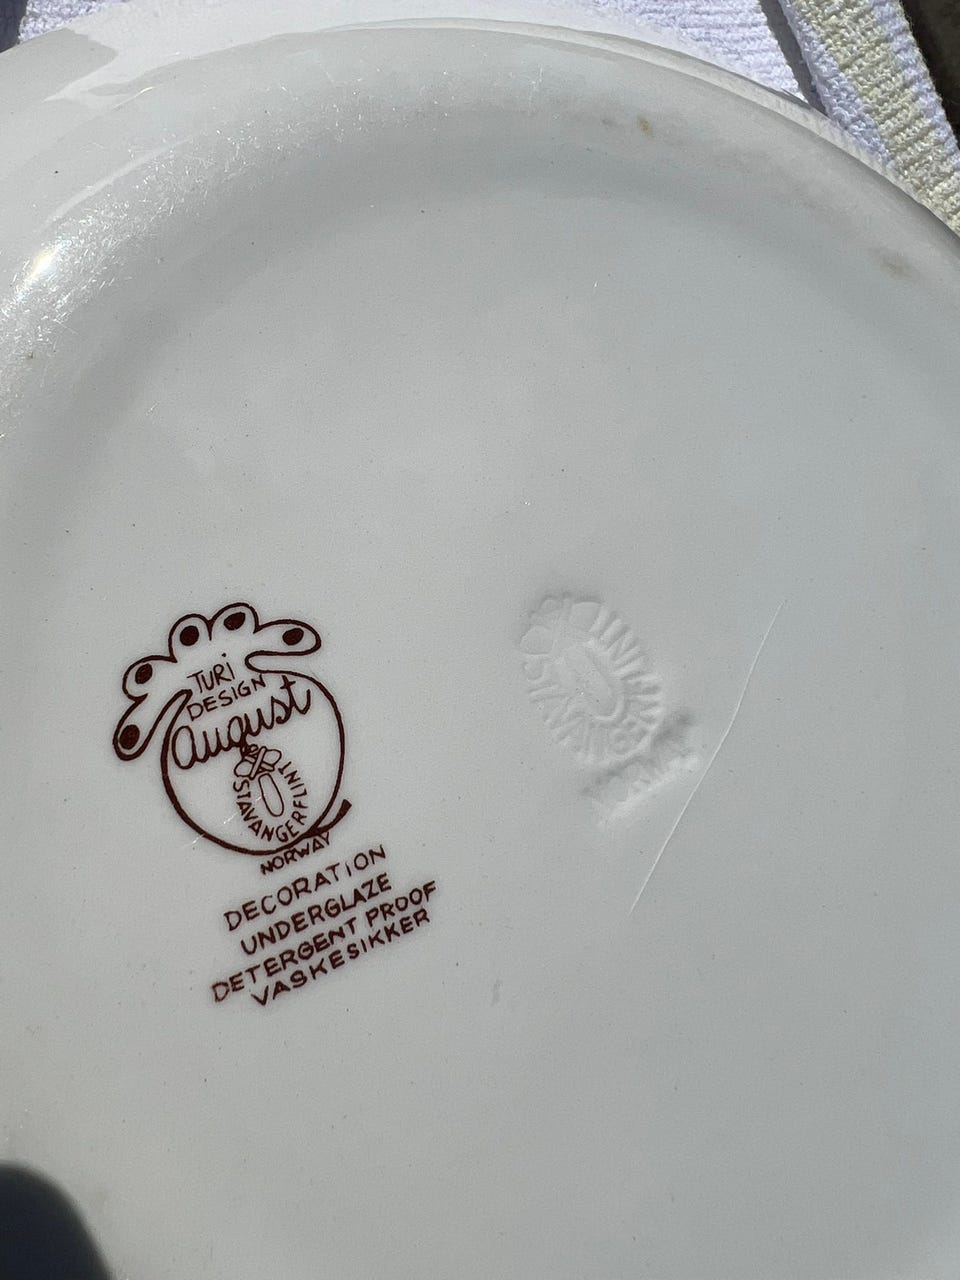 TURi
DESIGN
august
STAVANGERFLINT
NORWAY
DECORATION
UNDERGLAZE
DETERGENT PROOF
VASKESIKKER